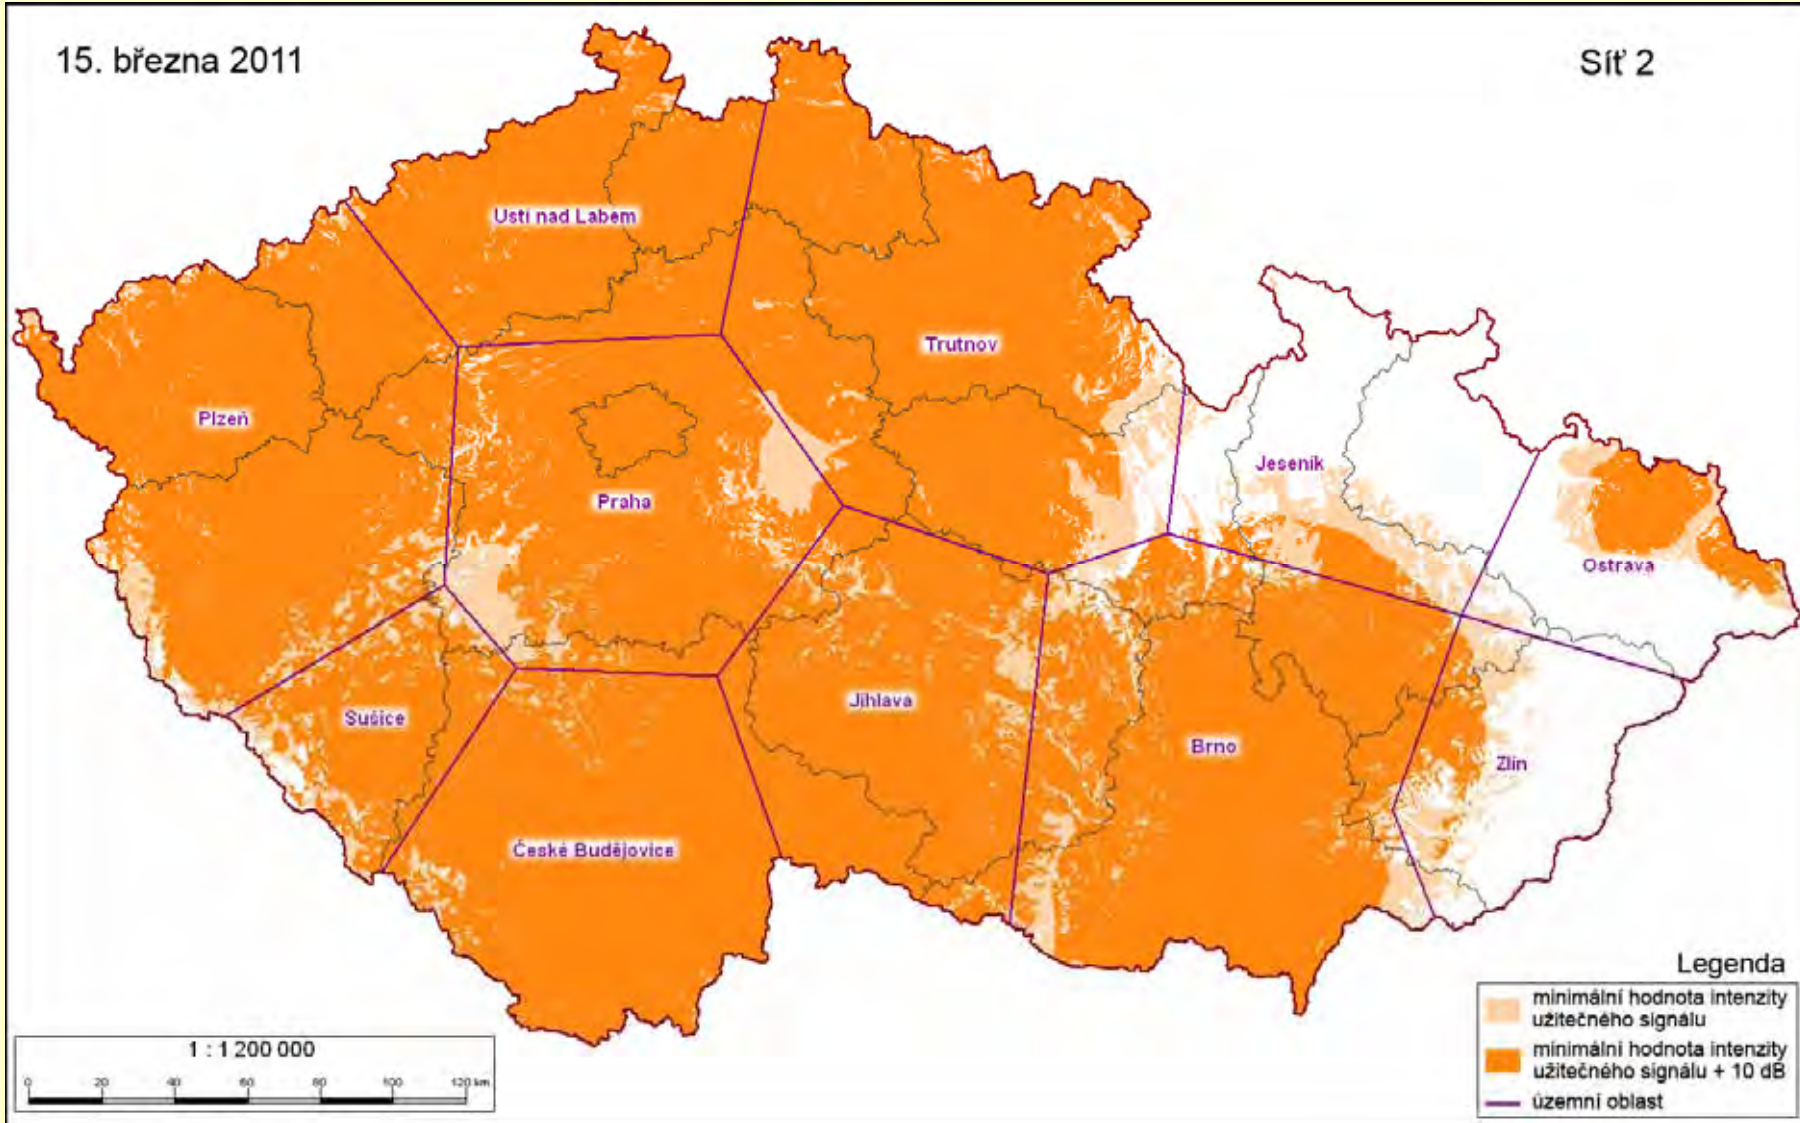 15. března 2011
Síť 2
Ustí nad Labem
Trutnov
Plzeň
Jeseník
Praha
Ostrava
Sušice
Jihlava
Brno
Zlín
České Budějovice
Legenda
minimální hodnota intenzity
užitečného signálu
minimální hodnota intenzity
užitečného signálu + 10 dB
územní oblast
1 : 1 200 000
0 20 40 60 80 100 120 km